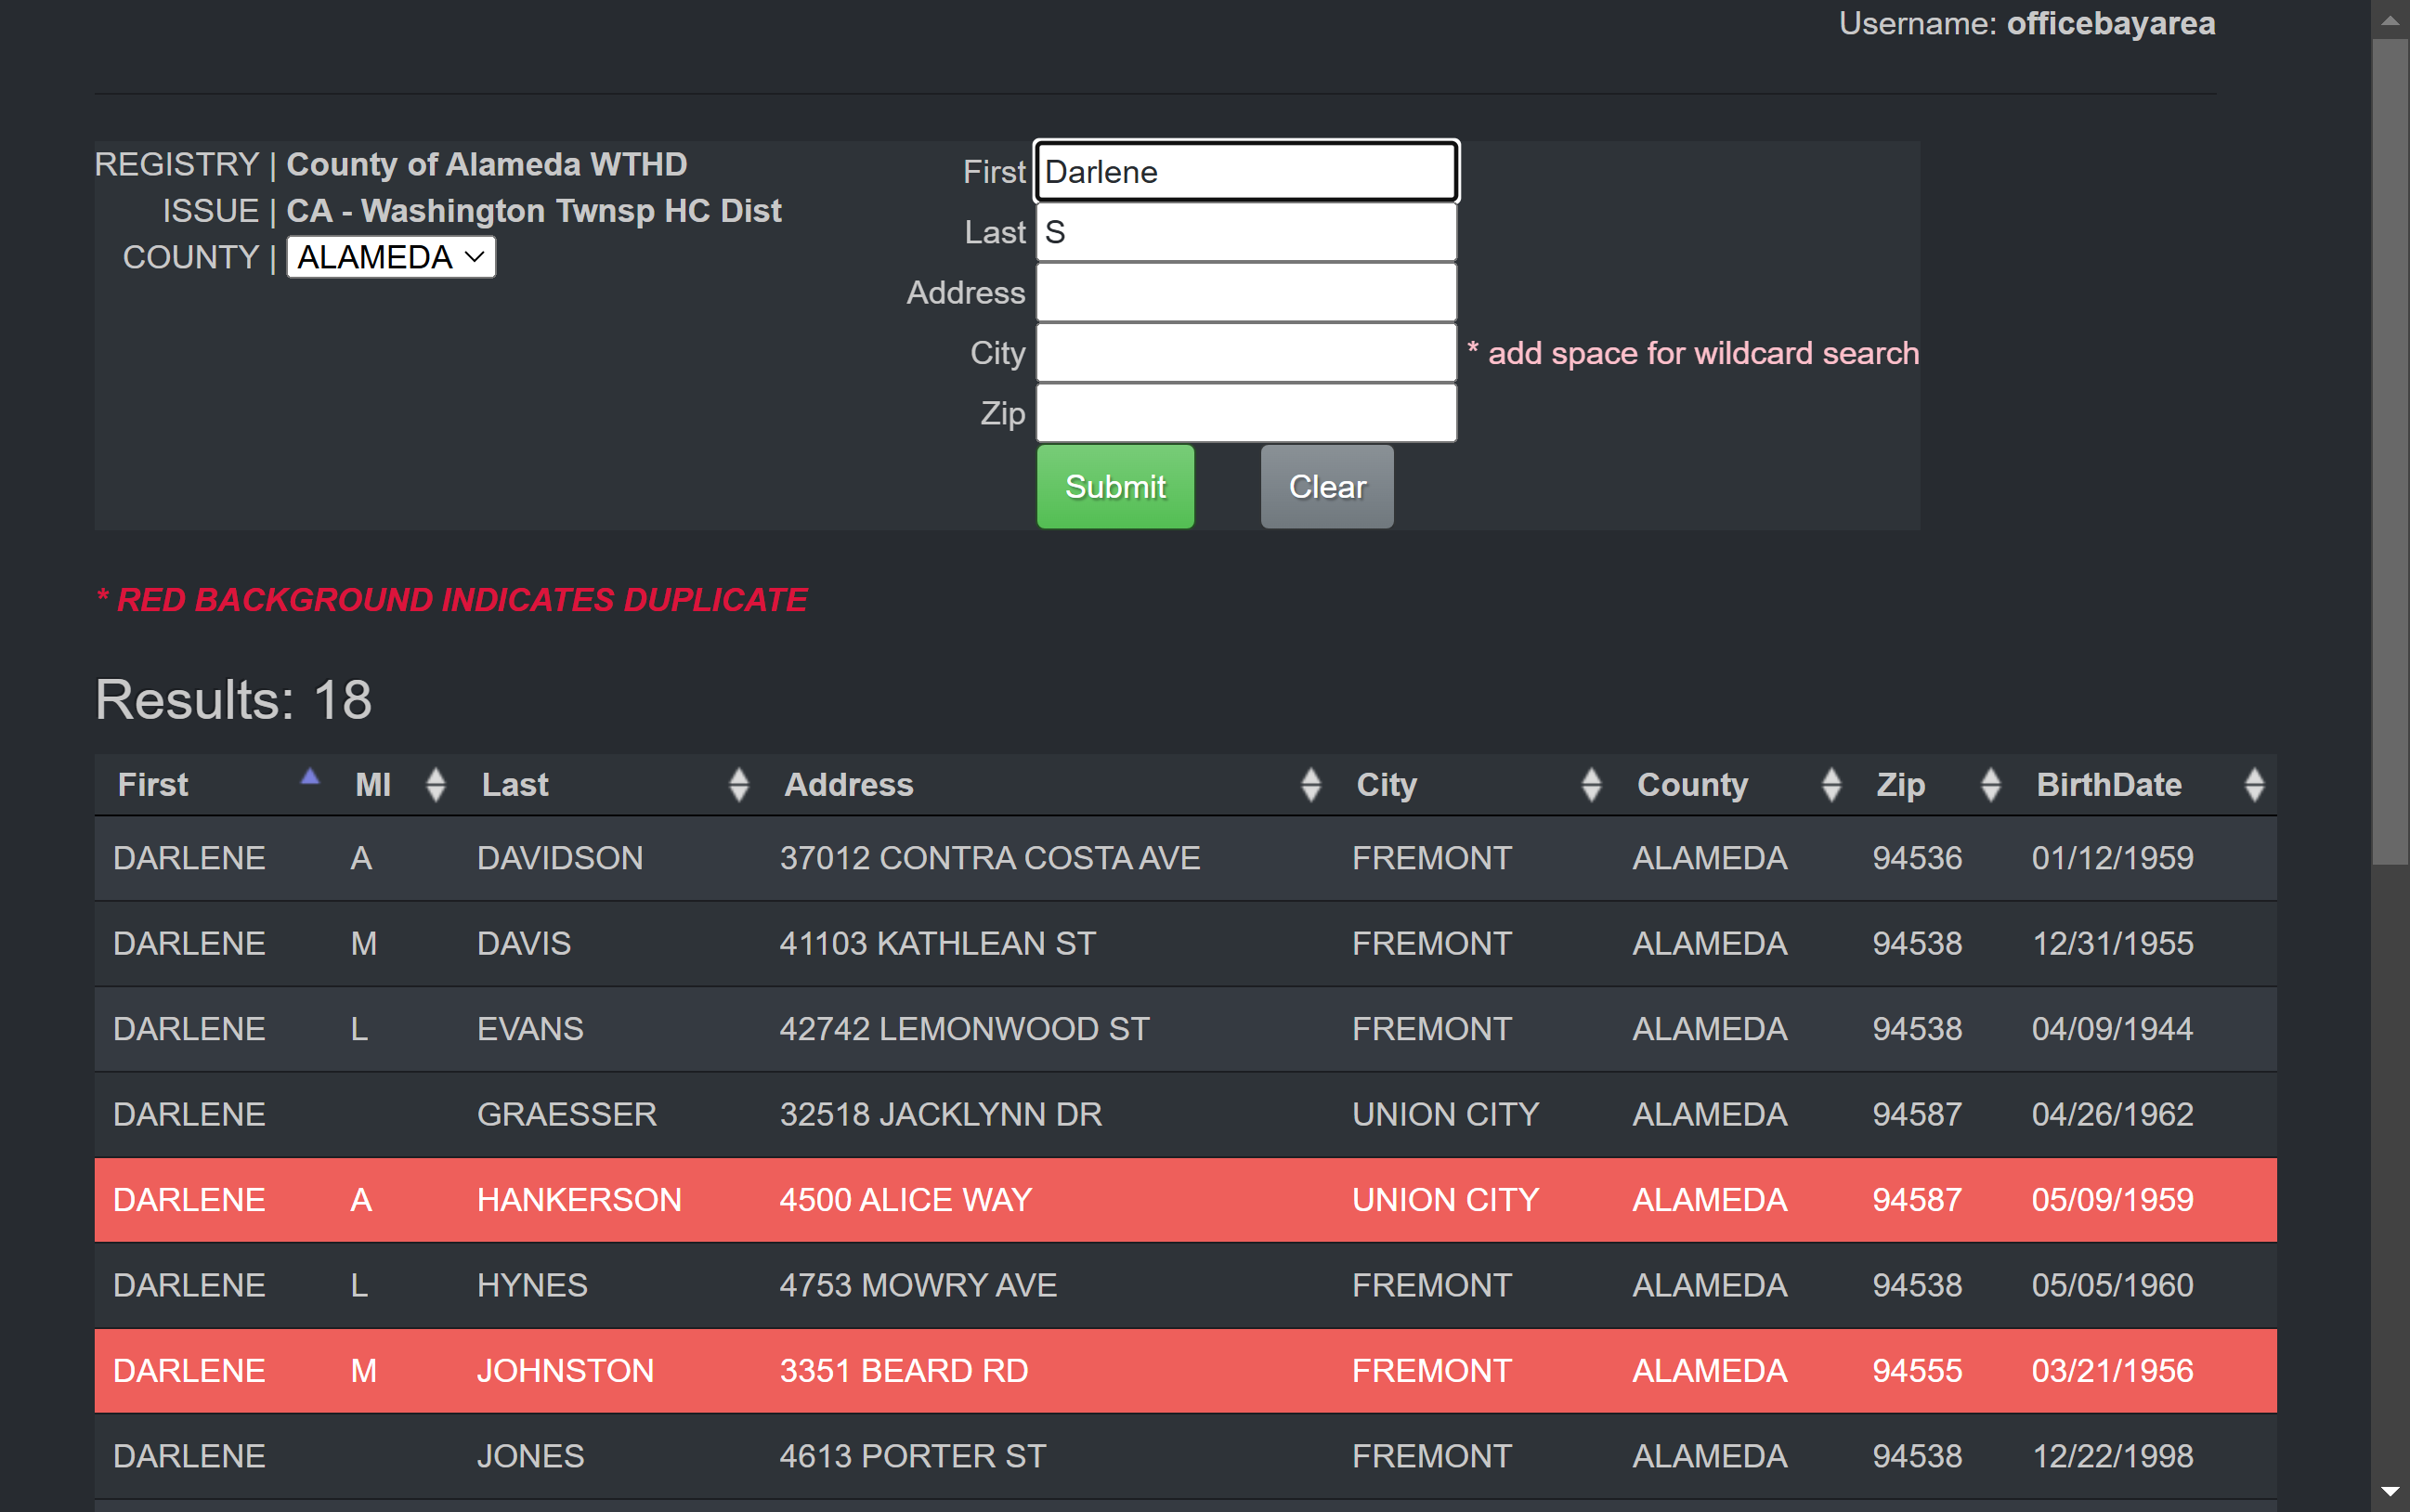 Username: officebayarea
REGISTRY | County of Alameda WTHD
ISSUE | CA - Washington Twnsp HC Dist
COUNTY | ALAMEDA
First Darlene
Last S
Address
City * add space for wildcard search
Zip
Submit Clear
* RED BACKGROUND INDICATES DUPLICATE
Results: 18
First MI Last Address City County Zip BirthDate
DARLENE A DAVIDSON 37012 CONTRA COSTA AVE FREMONT ALAMEDA 94536 01/12/1959
DARLENE M DAVIS 41103 KATHLEAN ST FREMONT ALAMEDA 94538 12/31/1955
DARLENE L EVANS 42742 LEMONWOOD ST FREMONT ALAMEDA 94538 04/09/1944
DARLENE GRAESSER 32518 JACKLYNN DR UNION CITY ALAMEDA 94587 04/26/1962
DARLENE A HANKERSON 4500 ALICE WAY UNION CITY ALAMEDA 94587 05/09/1959
DARLENE L HYNES 4753 MOWRY AVE FREMONT ALAMEDA 94538 05/05/1960
DARLENE M JOHNSTON 3351 BEARD RD FREMONT ALAMEDA 94555 03/21/1956
DARLENE JONES 4613 PORTER ST FREMONT ALAMEDA 94538 12/22/1998